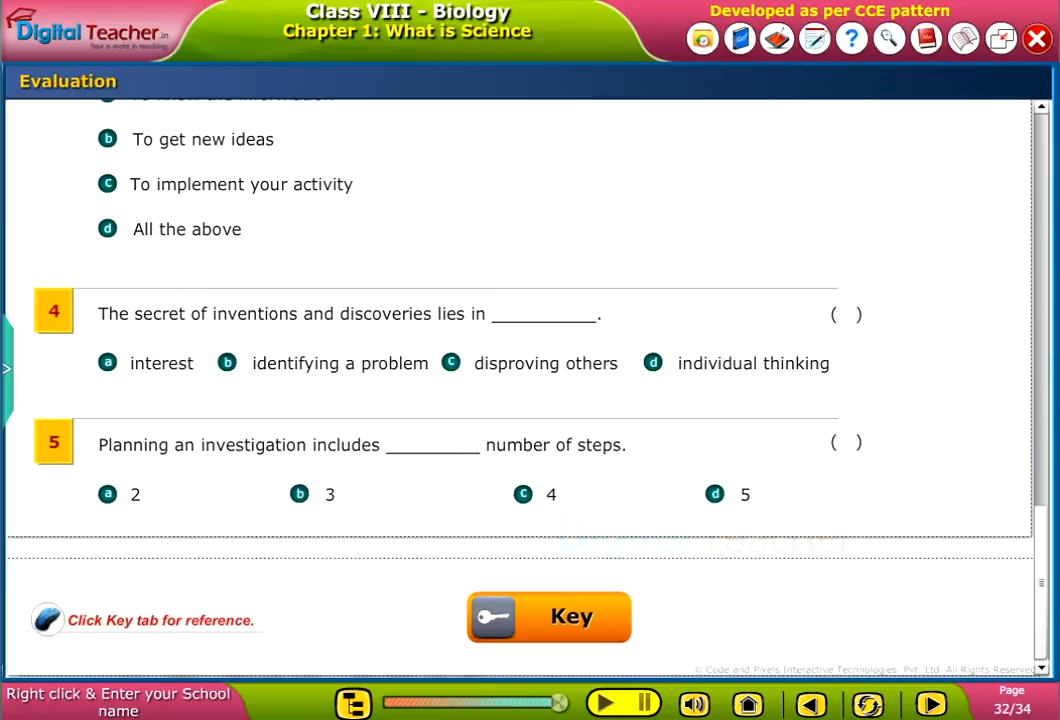 Digital Teacher.in
Your e-mate in teaching
Class VIII - Biology
Chapter 1: What is Science
Developed as per CCE pattern
Evaluation
b To get new ideas
c To implement your activity
d All the above
4 The secret of inventions and discoveries lies in ___________. ( )
a interest b identifying a problem c disproving others d individual thinking
5 Planning an investigation includes __________ number of steps. ( )
a 2 b 3 c 4 d 5
Digital Teacher
Click Key tab for reference.
Key
© Code and Pixels Interactive Technologies. Pvt. Ltd. All Rights Reserved
Right click & Enter your School
name
Page
32/34